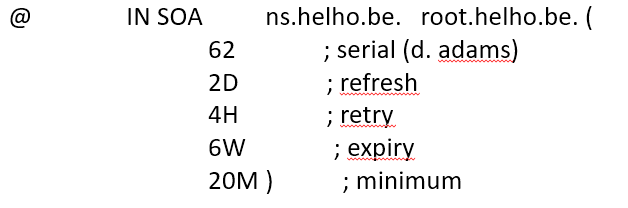 @ IN SOA ns.helho.be. root.helho.be. (
62 ; serial (d. adams)
2D ; refresh
4H ; retry
6W ; expiry
20M ) ; minimum